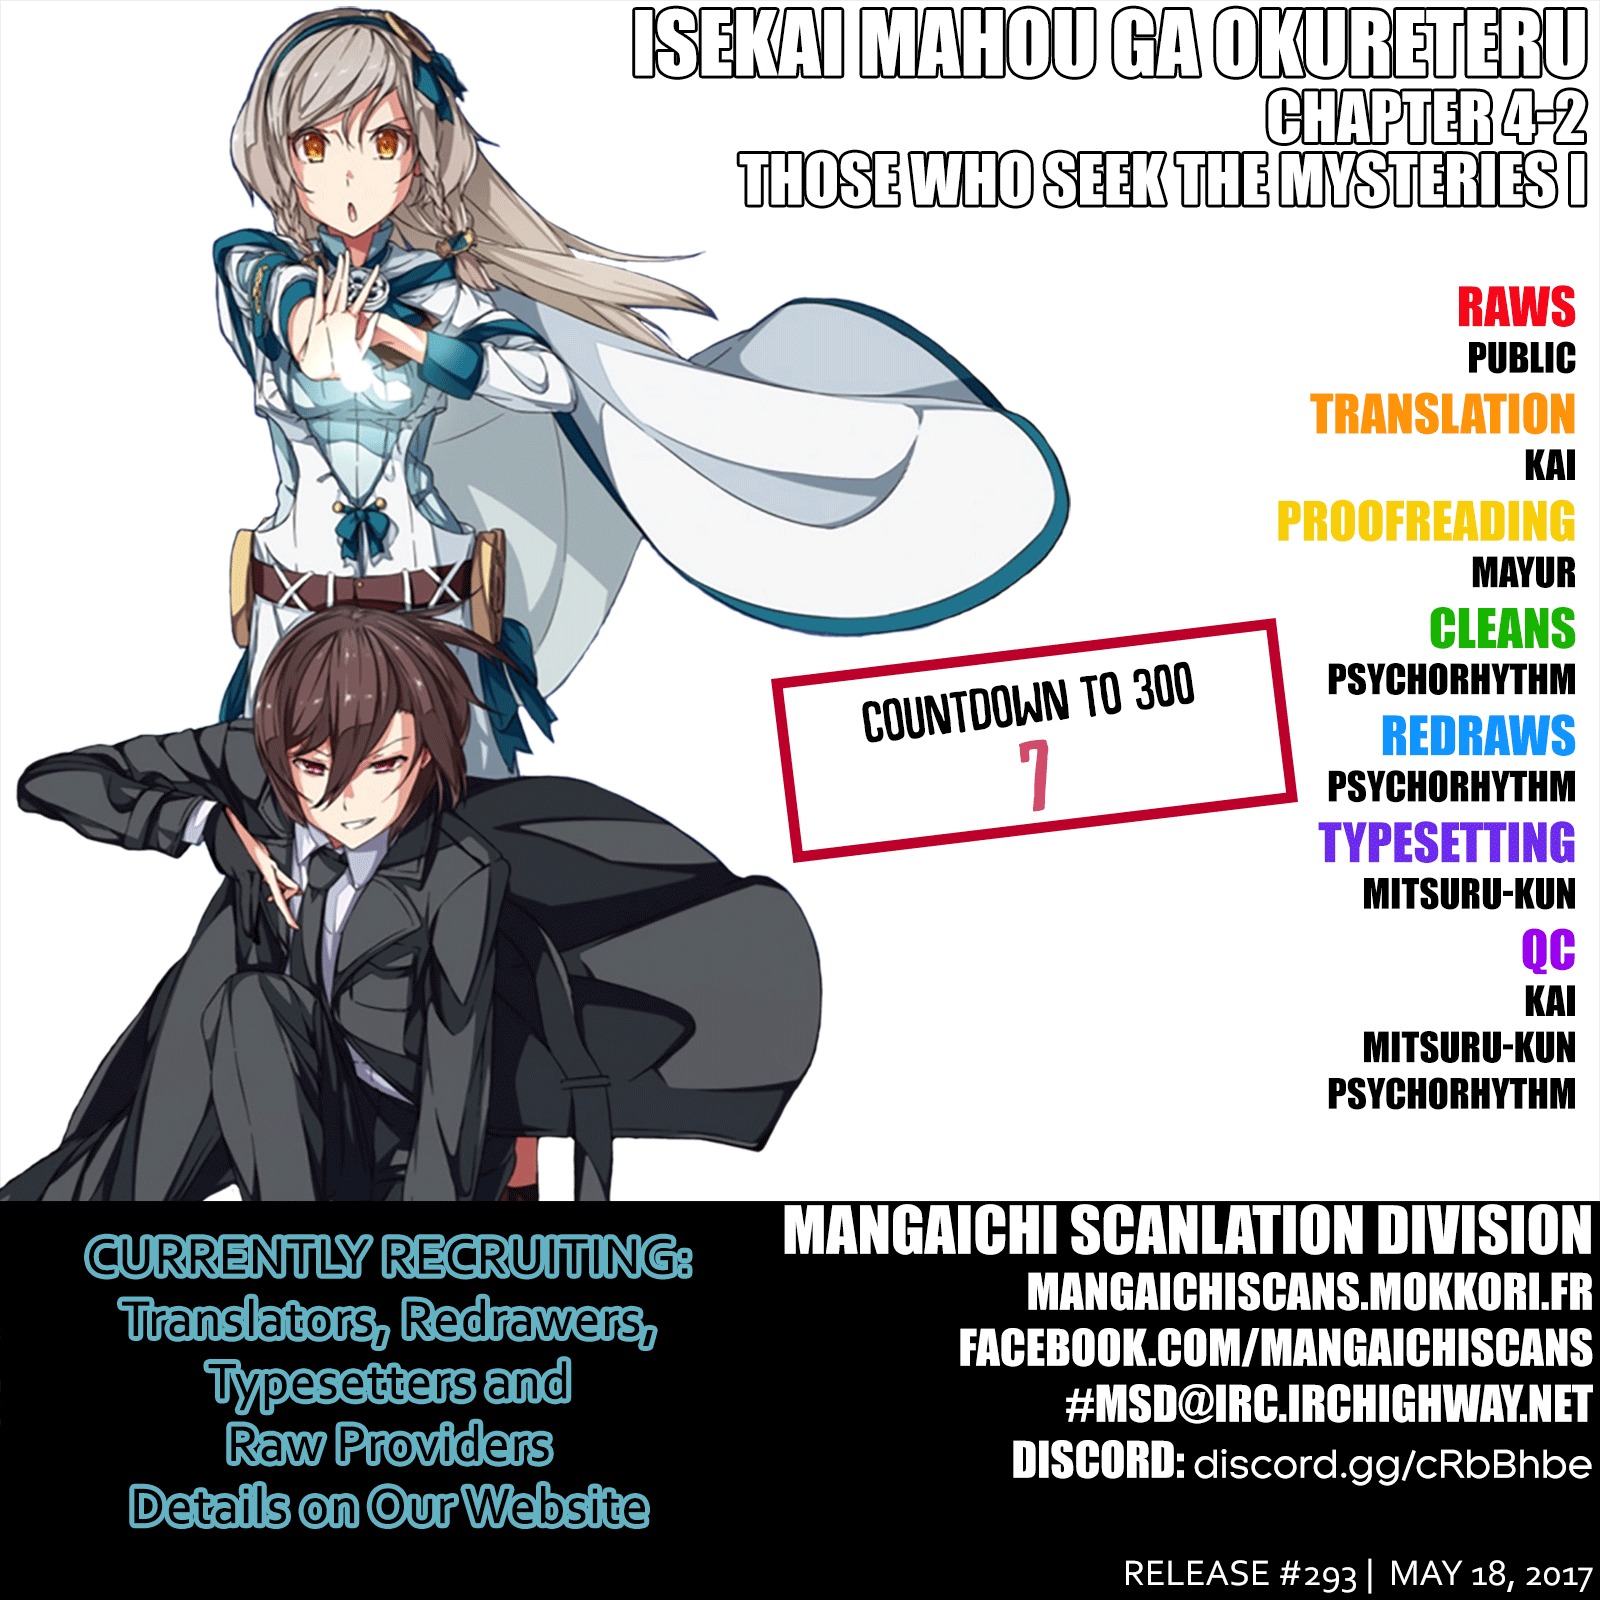 ISEKAI MAHOU GA OKURETERU
CHAPTER 4-2
THOSE WHO SEEK THE MYSTERIES I
RAWS
PUBLIC
TRANSLATION
KAI
PROOFREADING
MAYUR
CLEANS
PSYCHORHYTHM
REDRAWS
PSYCHORHYTHM
TYPESETTING
MITSURU-KUN
QC
KAI
MITSURU-KUN
PSYCHORHYTHM
COUNTDOWN TO 300
7
CURRENTLY RECRUITING:
Translators, Redrawers,
Typesetters and
Raw Providers
Details on Our Website
MANGAICHI SCANLATION DIVISION
MANGAICHISCANS.MOKKORI.FR
FACEBOOK.COM/MANGAICHISCANS
#MSD@IRC.IRCHIGHWAY.NET
DISCORD: discord.gg/cRbBhbe
RELEASE #293 | MAY 18, 2017